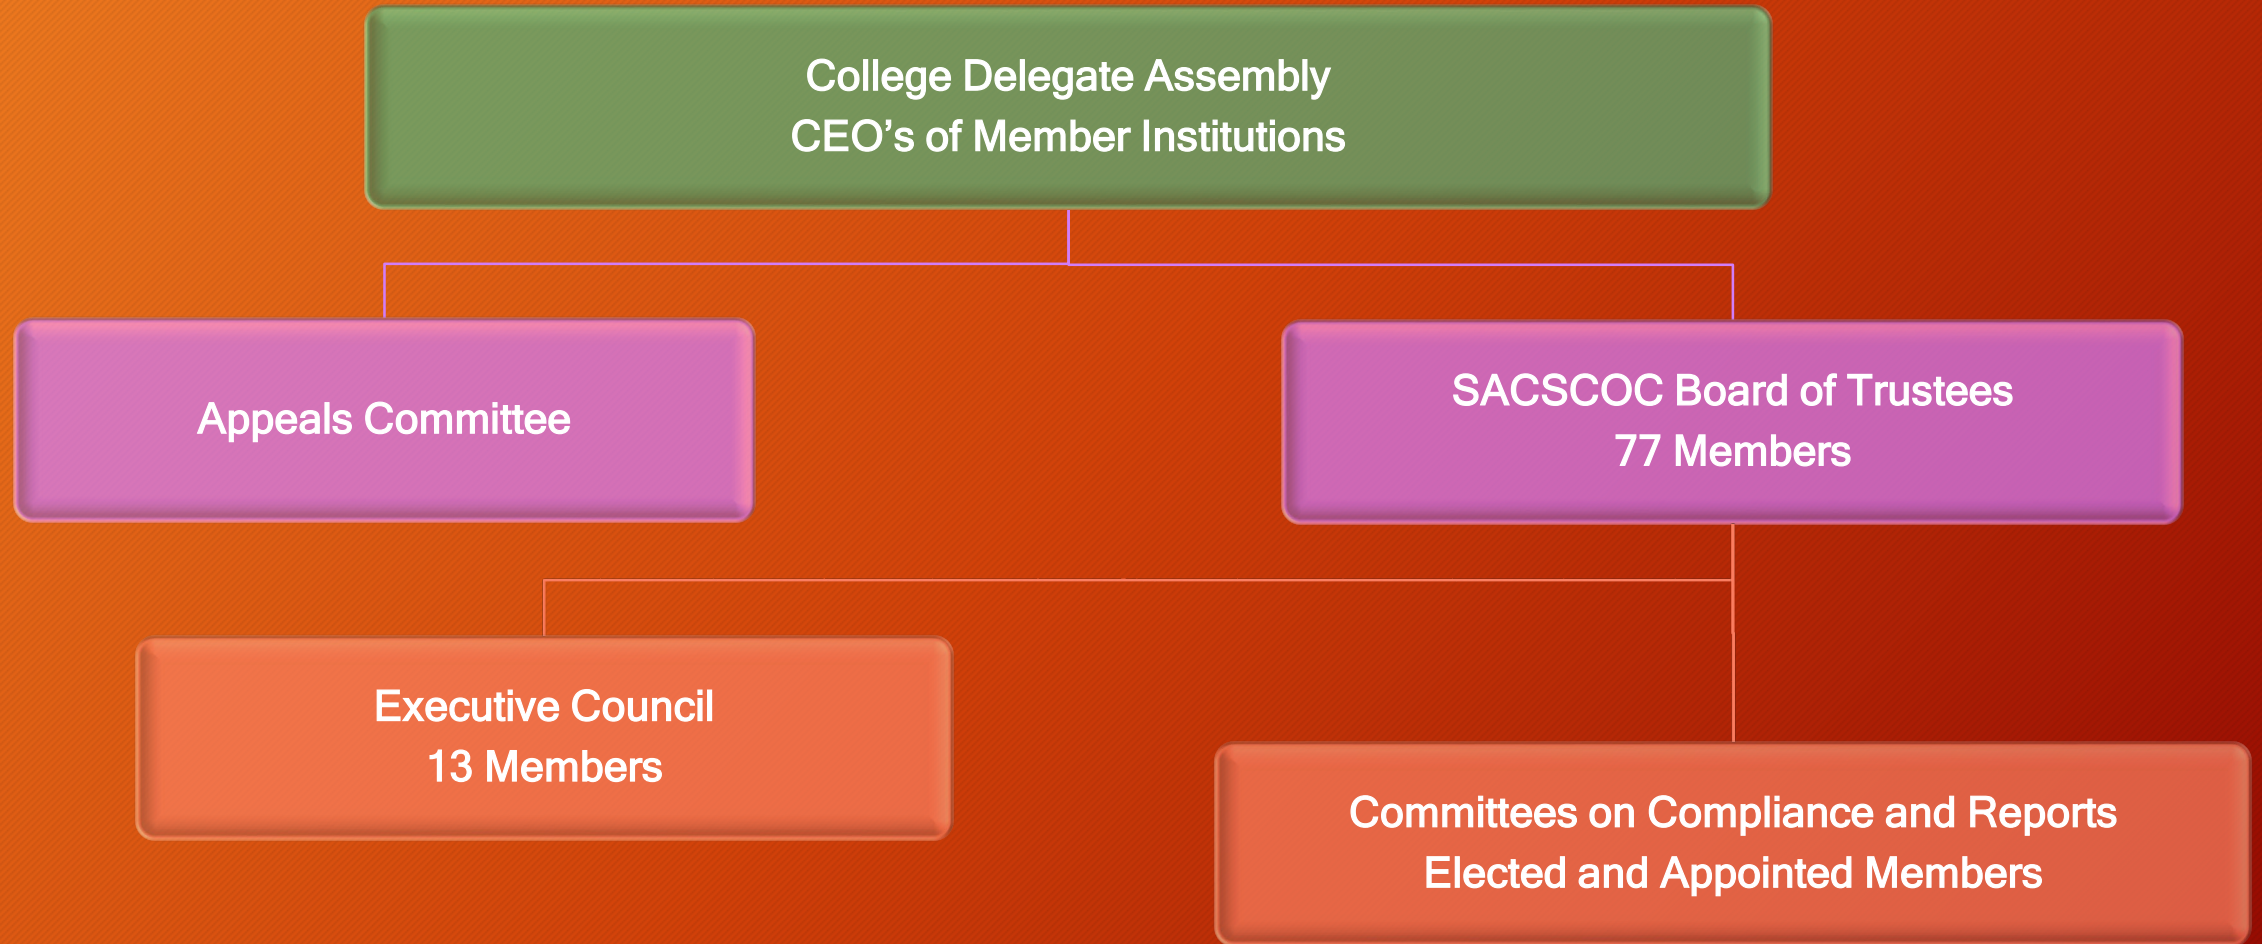 College Delegate Assembly
CEO’s of Member Institutions
Appeals Committee
SACSCOC Board of Trustees
77 Members
Executive Council
13 Members
Committees on Compliance and Reports
Elected and Appointed Members